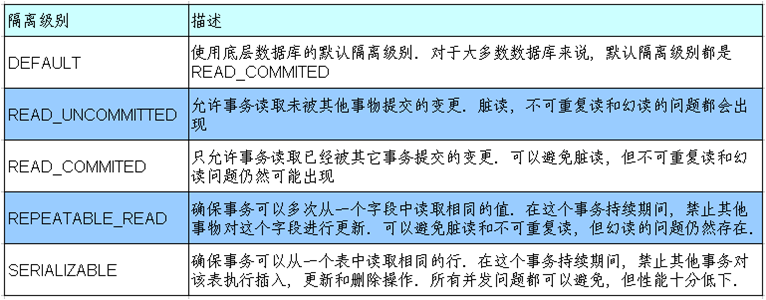 隔离级别 描述
DEFAULT 使用底层数据库的默认隔离级别. 对于大多数数据库来说, 默认隔离级别都是
READ_COMMITED
READ_UNCOMMITTED 允许事务读取未被其他事物提交的变更. 脏读, 不可重复读和幻读的问题都会出
现
READ_COMMITED 只允许事务读取已经被其它事务提交的变更. 可以避免脏读, 但不可重复读和幻
读问题仍然可能出现
REPEATABLE_READ 确保事务可以多次从一个字段中读取相同的值. 在这个事务持续期间, 禁止其他
事物对这个字段进行更新. 可以避免脏读和不可重复读, 但幻读的问题仍然存在.
SERIALIZABLE 确保事务可以从一个表中读取相同的行. 在这个事务持续期间, 禁止其他事务对
该表执行插入, 更新和删除操作. 所有并发问题都可以避免, 但性能十分低下.